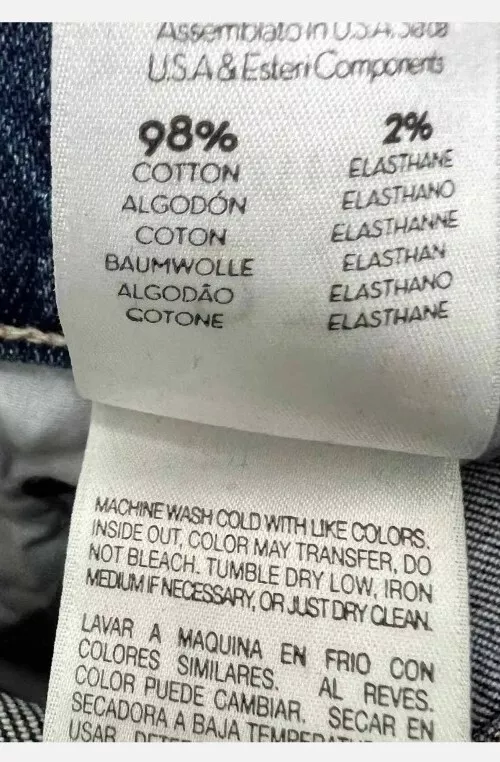 Assemblato in U.S.A.
U.S.A & Esteri Components
98% 2%
COTTON ELASTHANE
ALGODÓN ELASTHANO
COTON ELASTHANNE
BAUMWOLLE ELASTHAN
ALGODÃO ELASTHANO
COTONE ELASTHANE
MACHINE WASH COLD WITH LIKE COLORS.
INSIDE OUT, COLOR MAY TRANSFER, DO
NOT BLEACH. TUMBLE DRY LOW, IRON
MEDIUM IF NECESSARY, OR JUST DRY CLEAN.
LAVAR A MAQUINA EN FRIO CON
COLORES SIMILARES. AL REVES.
COLOR PUEDE CAMBIAR. SECAR EN
SECADORA A BAJA
USAR